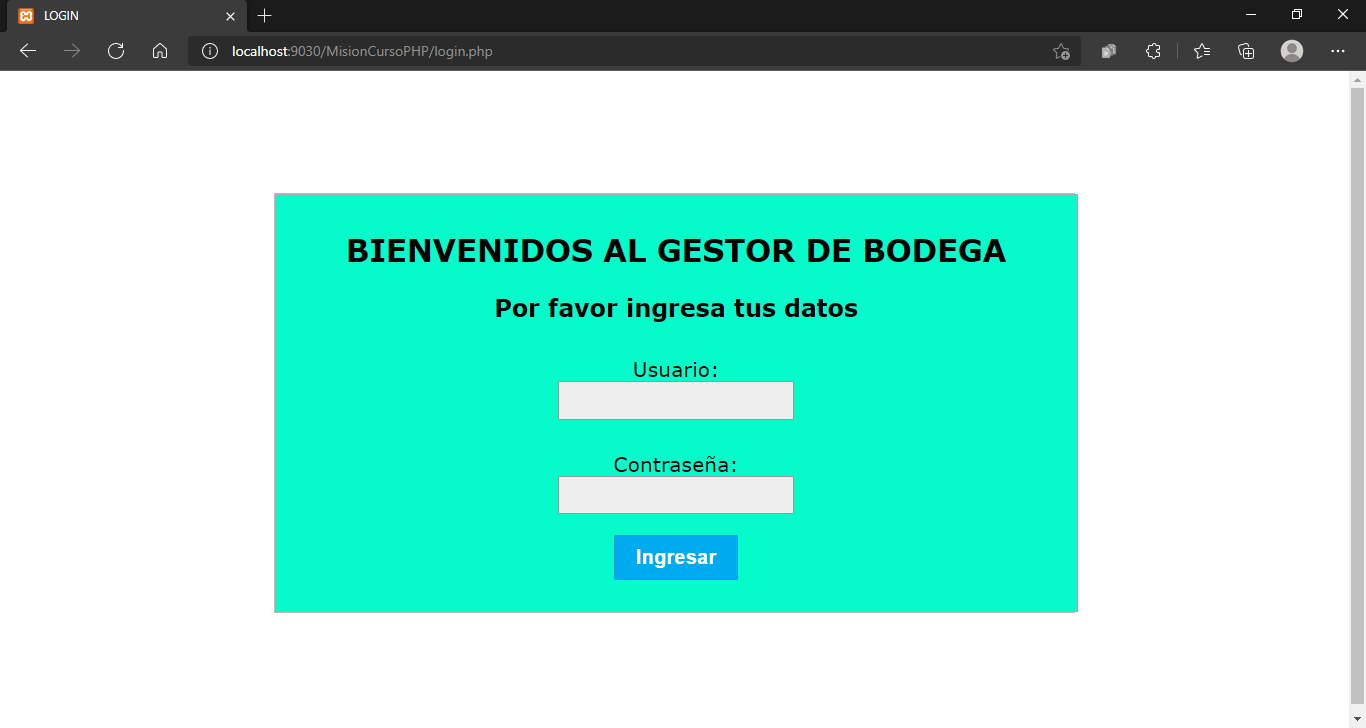 LOGIN
localhost:9030/MisionCursoPHP/login.php
BIENVENIDOS AL GESTOR DE BODEGA
Por favor ingresa tus datos
Usuario:
Contraseña:
Ingresar